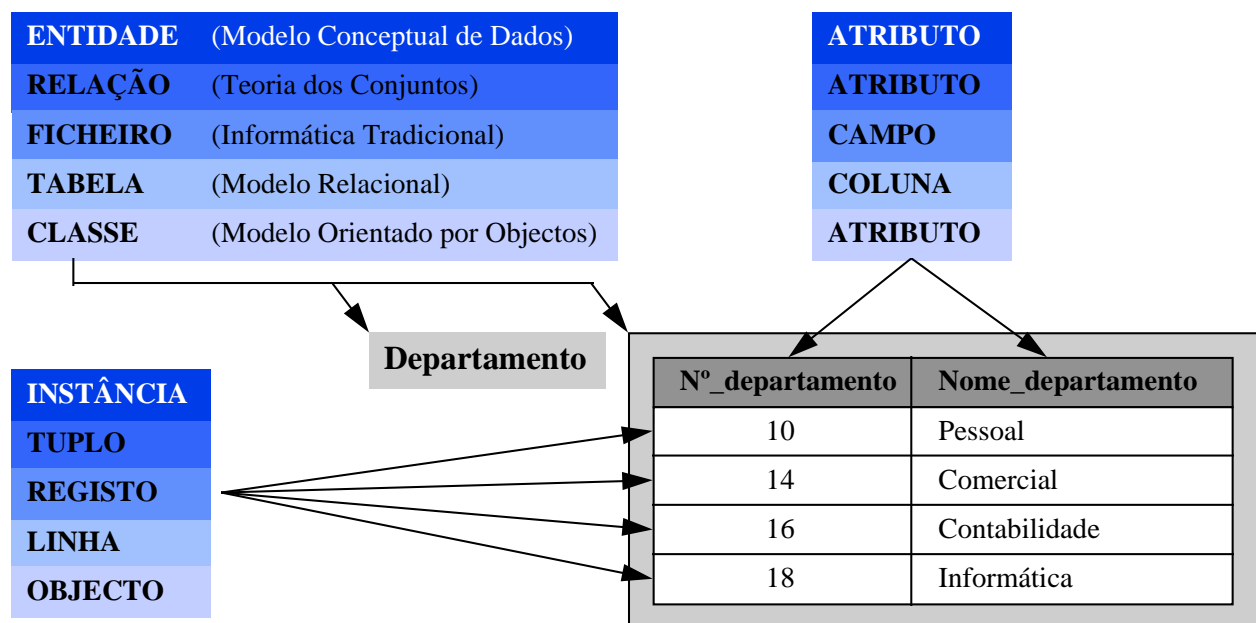 ENTIDADE (Modelo Conceptual de Dados)
RELAÇÃO (Teoria dos Conjuntos)
FICHEIRO (Informática Tradicional)
TABELA (Modelo Relacional)
CLASSE (Modelo Orientado por Objectos)
ATRIBUTO
ATRIBUTO
CAMPO
COLUNA
ATRIBUTO
Departamento
INSTÂNCIA
TUPLO
REGISTO
LINHA
OBJECTO
Nº_departamento Nome_departamento
10 Pessoal
14 Comercial
16 Contabilidade
18 Informática